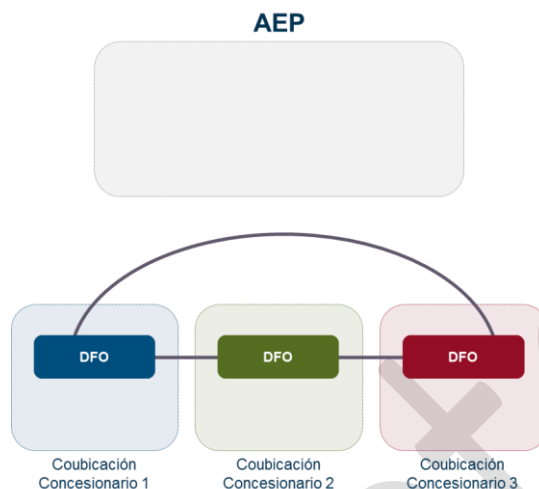 AEP
DFO
DFO
DFO
Coubicación
Concesionario 1
Coubicación
Concesionario 2
Coubicación
Concesionario 3